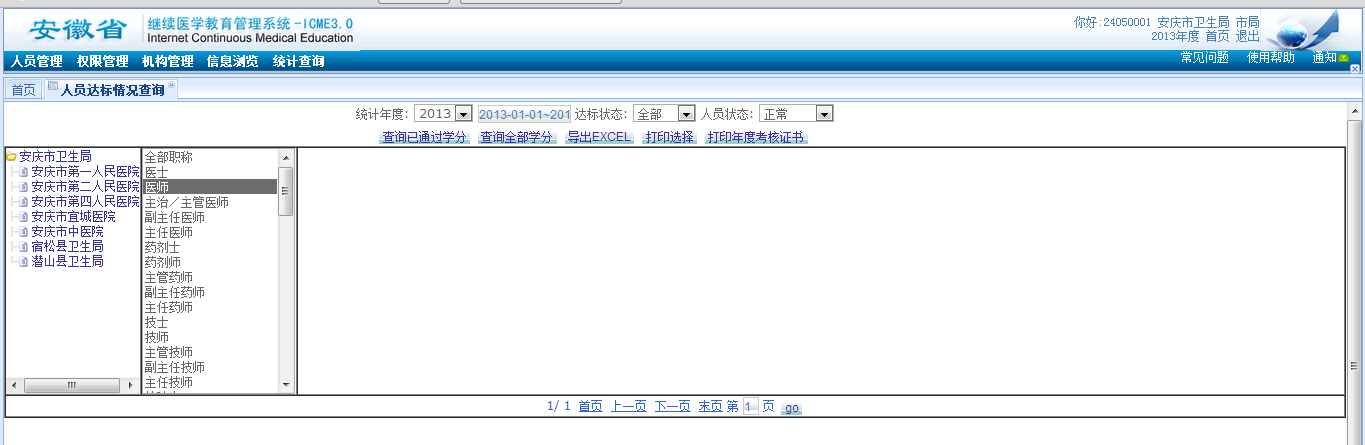 安徽省 继续医学教育管理系统-ICME3.0
Internet Continuous Medical Education
你好:24050001 安庆市卫生局 市局
2013年度 首页 退出
人员管理 权限管理 机构管理 信息浏览 统计查询
常见问题 使用帮助 通知
首页 人员达标情况查询
统计年度: 2013 2013-01-01~201 达标状态: 全部 人员状态: 正常
查询已通过学分 查询全部学分 导出EXCEL 打印选择 打印年度考核证书
安庆市卫生局
安庆市第一人民医院
安庆市第二人民医院
安庆市第四人民医院
安庆市宜城医院
安庆市中医院
宿松县卫生局
潜山县卫生局
全部职称
医士
医师
主治／主管医师
副主任医师
主任医师
药剂士
药剂师
主管药师
副主任药师
主任药师
技士
技师
主管技师
副主任技师
主任技师
1/ 1 首页 上一页 下一页 末页 第 1 页 go